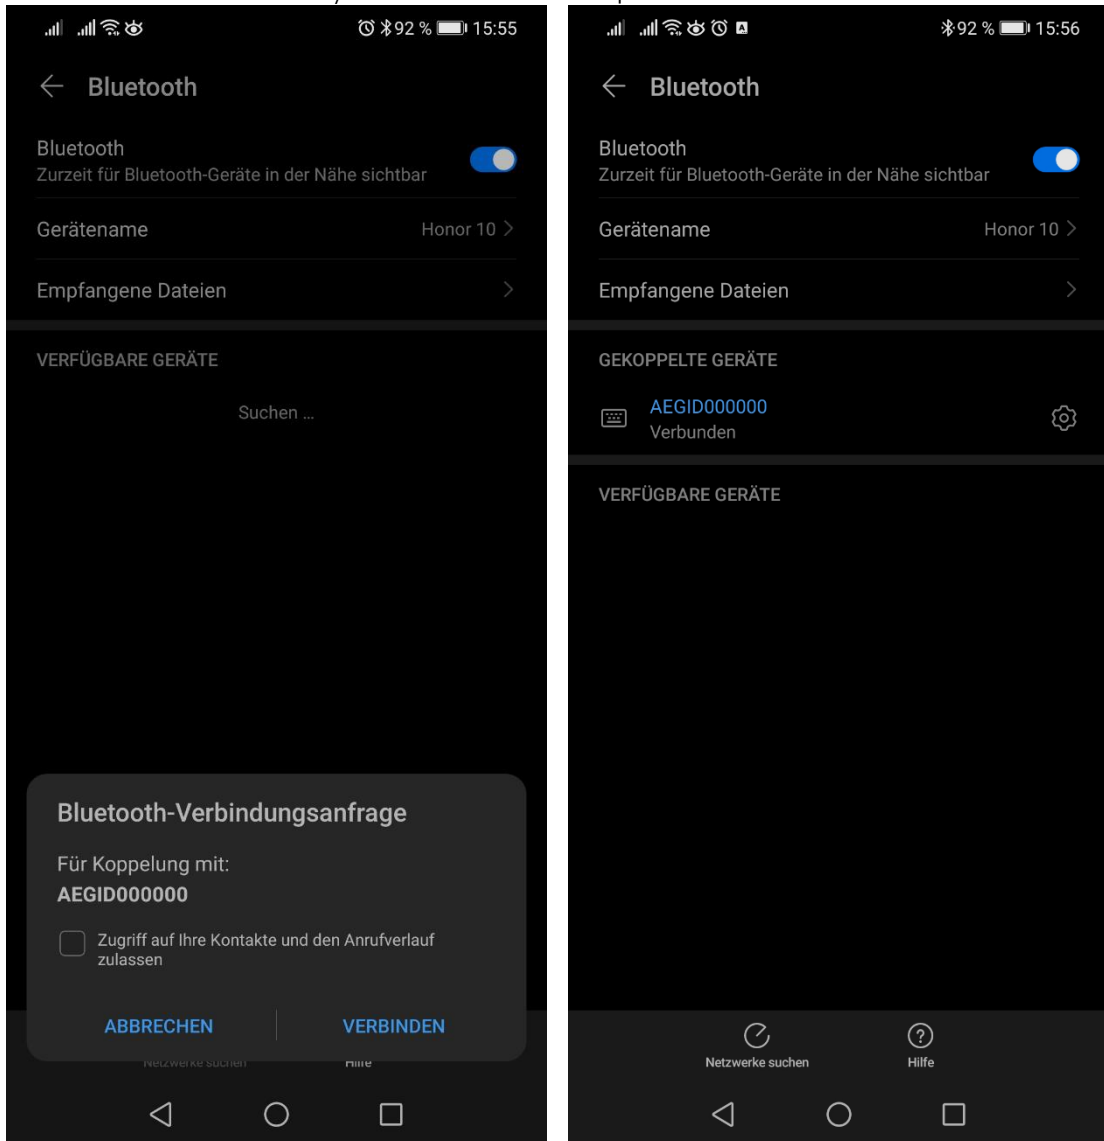 92 % 15:55
Bluetooth
Bluetooth
Zurzeit für Bluetooth-Geräte in der Nähe sichtbar
Gerätename Honor 10
Empfangene Dateien
VERFÜGBARE GERÄTE
Suchen ...
Bluetooth-Verbindungsanfrage
Für Koppelung mit:
AEGID000000
Zugriff auf Ihre Kontakte und den Anrufverlauf
zulassen
ABBRECHEN VERBINDEN
Netzwerke suchen Hilfe
92 % 15:56
Bluetooth
Bluetooth
Zurzeit für Bluetooth-Geräte in der Nähe sichtbar
Gerätename Honor 10
Empfangene Dateien
GEKOPPELTE GERÄTE
AEGID000000
Verbunden
VERFÜGBARE GERÄTE
Netzwerke suchen Hilfe